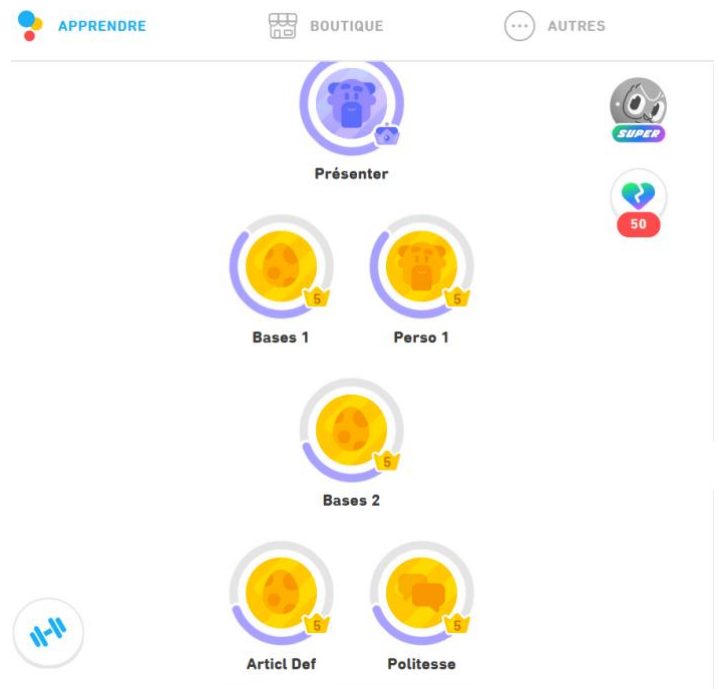 APPRENDRE BOUTIQUE AUTRES
Présenter
SUPER
50
5 5
Bases 1 Perso 1
5
Bases 2
5 5
Articl Def Politesse